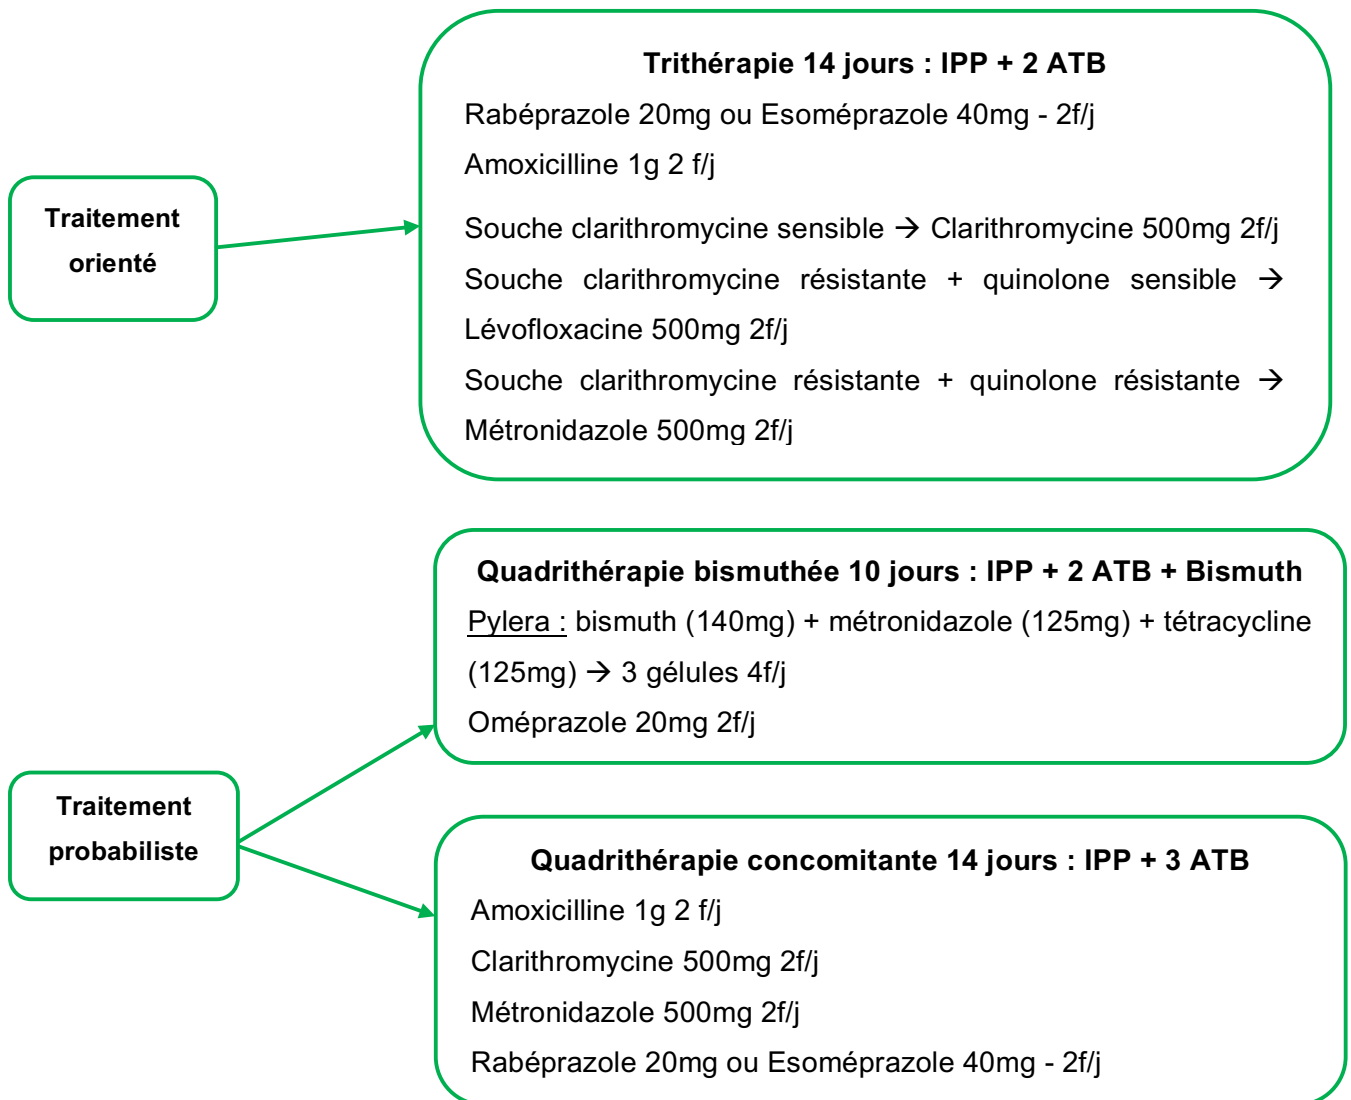 Trithérapie 14 jours : IPP + 2 ATB
Rabéprazole 20mg ou Esoméprazole 40mg - 2f/j
Amoxicilline 1g 2 f/j
Souche clarithromycine sensible → Clarithromycine 500mg 2f/j
Souche clarithromycine résistante + quinolone sensible →
Lévofloxacine 500mg 2f/j
Souche clarithromycine résistante + quinolone résistante →
Métronidazole 500mg 2f/j
Traitement
orienté
Quadrithérapie bismuthée 10 jours : IPP + 2 ATB + Bismuth
Pylera : bismuth (140mg) + métronidazole (125mg) + tétracycline
(125mg) → 3 gélules 4f/j
Oméprazole 20mg 2f/j
Traitement
probabiliste
Quadrithérapie concomitante 14 jours : IPP + 3 ATB
Amoxicilline 1g 2 f/j
Clarithromycine 500mg 2f/j
Métronidazole 500mg 2f/j
Rabéprazole 20mg ou Esoméprazole 40mg - 2f/j